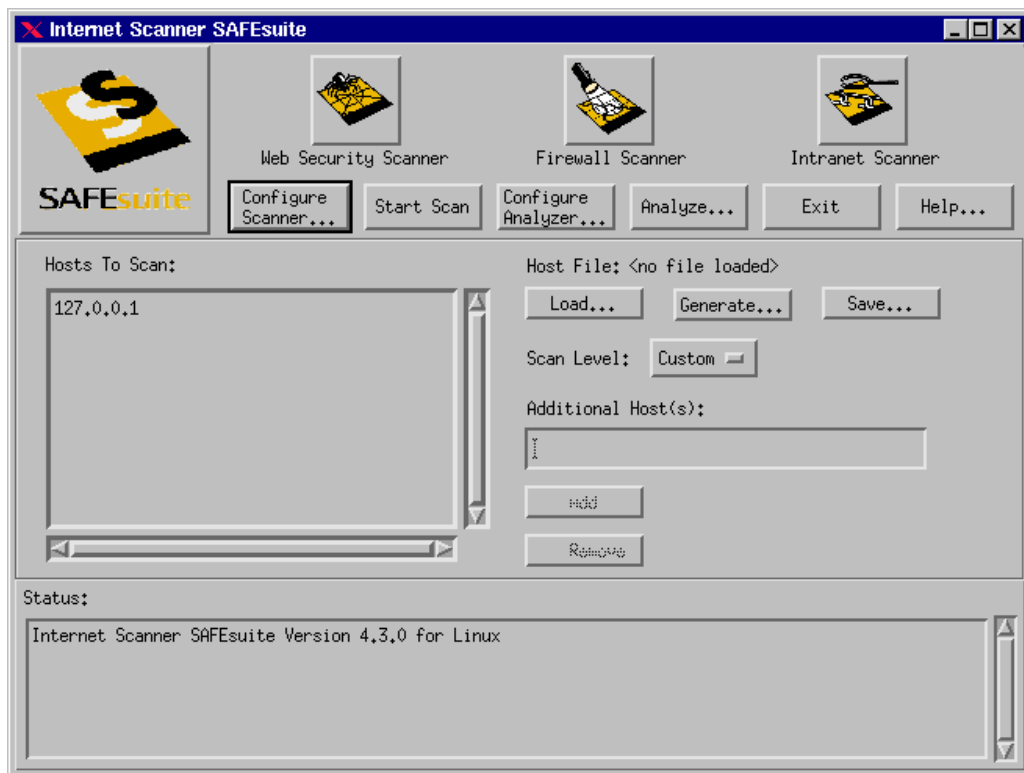 Internet Scanner SAFEsuite
SAFEsuite
Web Security Scanner
Firewall Scanner
Intranet Scanner
Configure
Scanner...
Start Scan
Configure
Analyzer...
Analyze...
Exit
Help...
Hosts To Scan:
127.0.0.1
Host File: <no file loaded>
Load...
Generate...
Save...
Scan Level:
Custom
Additional Host(s):
Add
Remove
Status:
Internet Scanner SAFEsuite Version 4.3.0 for Linux